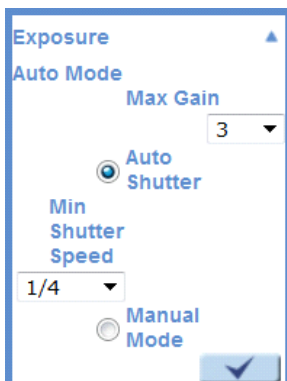 Exposure
Auto Mode
Max Gain
3
Auto
Shutter
Min
Shutter
Speed
1/4
Manual
Mode